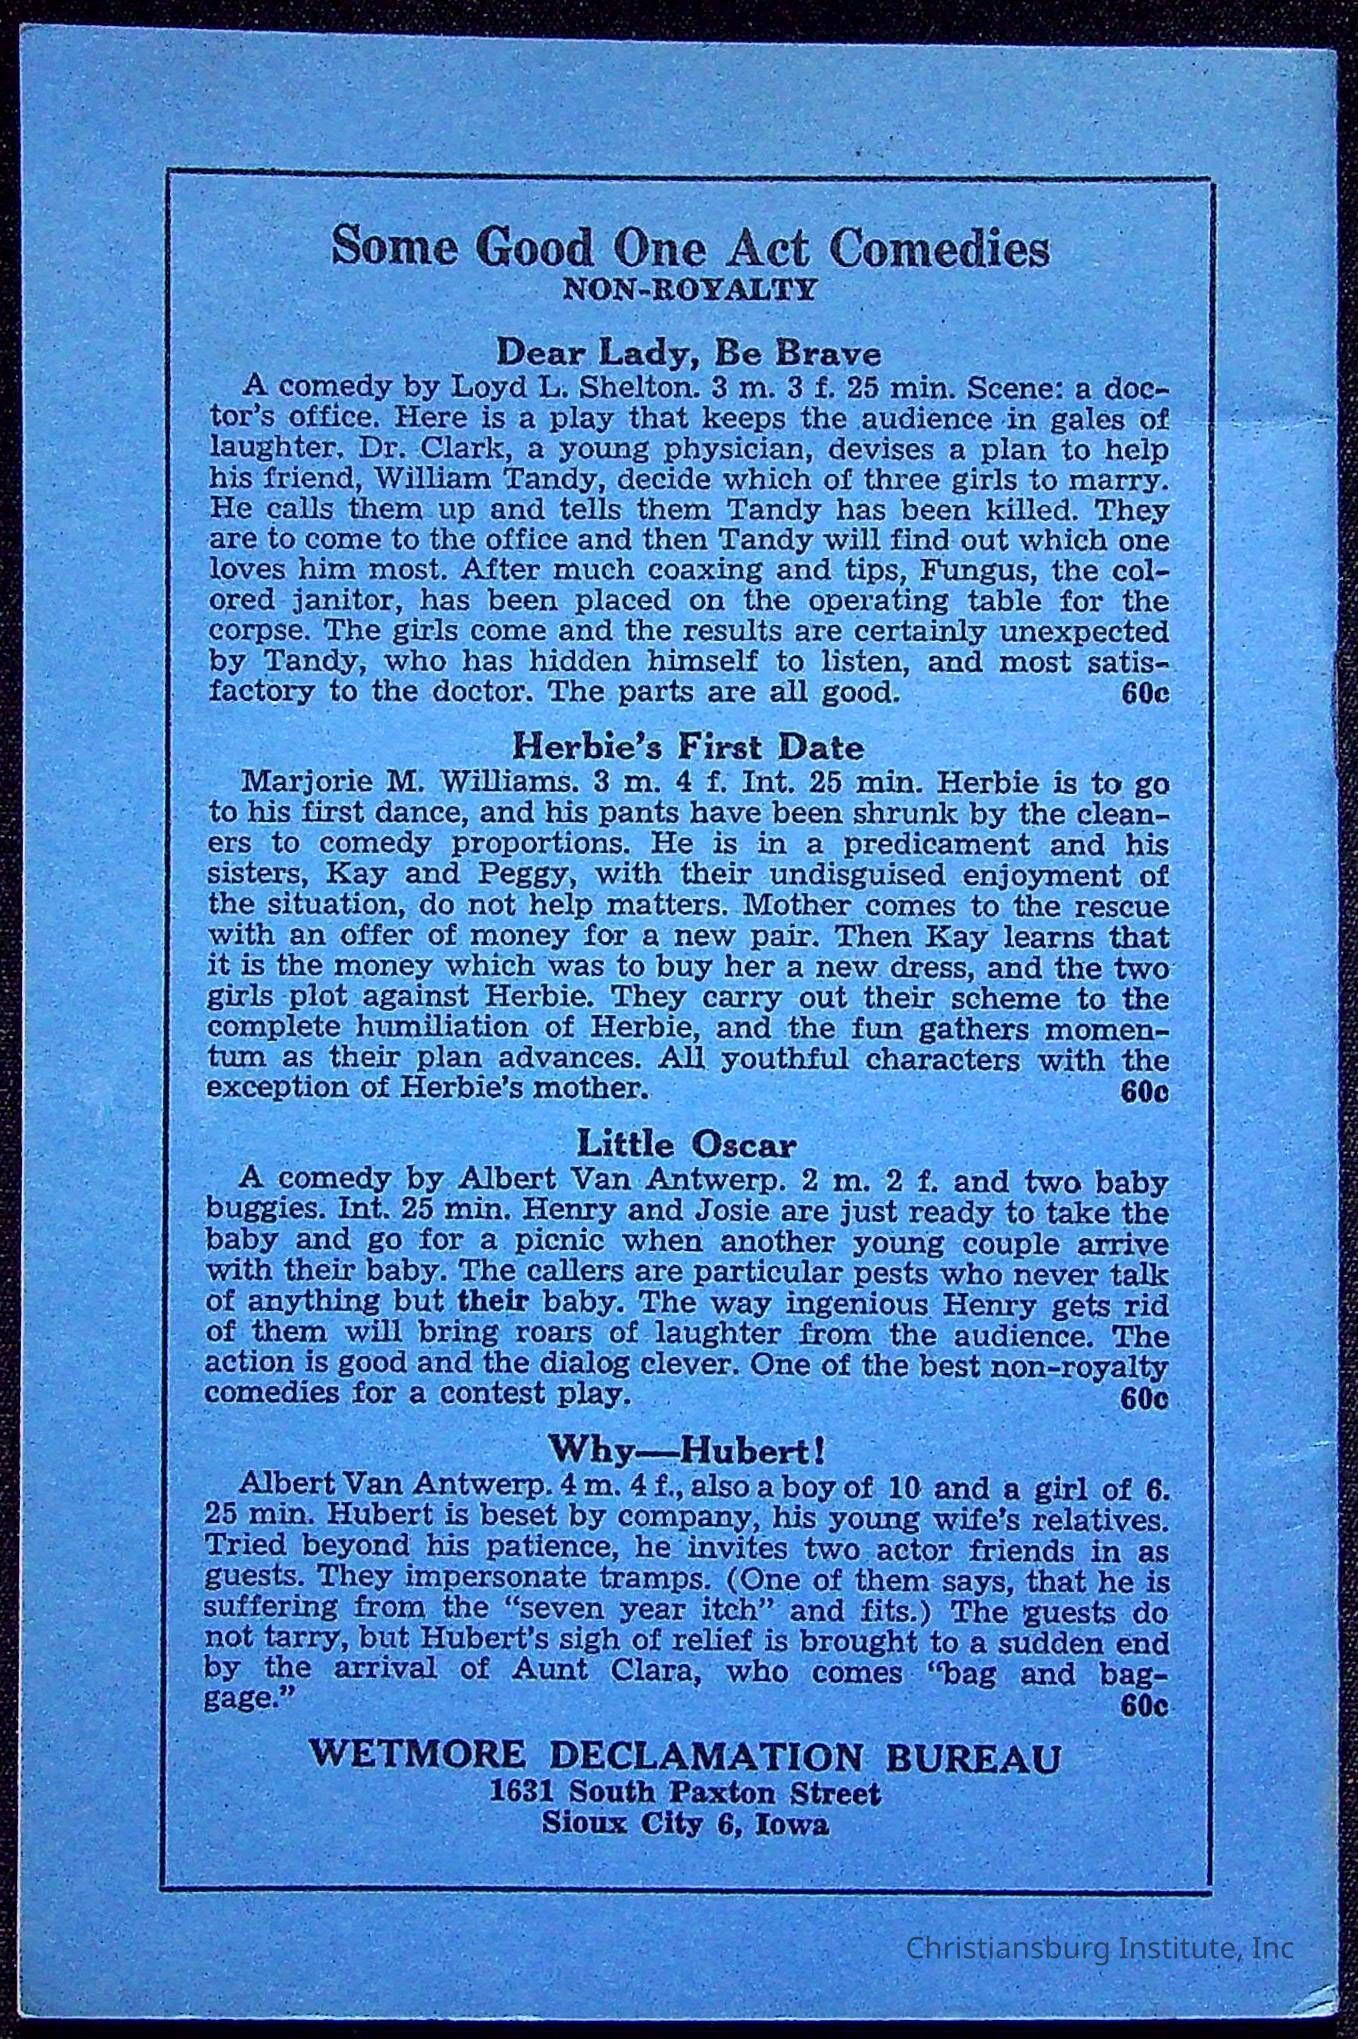 Some Good One Act Comedies
NON-ROYALTY
Dear Lady, Be Brave
A comedy by Loyd L. Shelton. 3 m. 3 f. 25 min. Scene: a doc-
tor's office. Here is a play that keeps the audience in gales of
laughter. Dr. Clark, a young physician, devises a plan to help
his friend, William Tandy, decide which of three girls to marry.
He calls them up and tells them Tandy has been killed. They
are to come to the office and then Tandy will find out which one
loves him most. After much coaxing and tips, Fungus, the col-
ored janitor, has been placed on the operating table for the
corpse. The girls come and the results are certainly unexpected
by Tandy, who has hidden himself to listen, and most satis-
factory to the doctor. The parts are all good. 60c
Herbie's First Date
Marjorie M. Williams. 3 m. 4 f. Int. 25 min. Herbie is to go
to his first dance, and his pants have been shrunk by the clean-
ers to comedy proportions. He is in a predicament and his
sisters, Kay and Peggy, with their undisguised enjoyment of
the situation, do not help matters. Mother comes to the rescue
with an offer of money for a new pair. Then Kay learns that
it is the money which was to buy her a new dress, and the two
girls plot against Herbie. They carry out their scheme to the
complete humiliation of Herbie, and the fun gathers momen-
tum as their plan advances. All youthful characters with the
exception of Herbie's mother. 60c
Little Oscar
A comedy by Albert Van Antwerp. 2 m. 2 f. and two baby
buggies. Int. 25 min. Henry and Josie are just ready to take the
baby and go for a picnic when another young couple arrive
with their baby. The callers are particular pests who never talk
of anything but their baby. The way ingenious Henry gets rid
of them will bring roars of laughter from the audience. The
action is good and the dialog clever. One of the best non-royalty
comedies for a contest play. 60c
Why—Hubert!
Albert Van Antwerp. 4 m. 4 f., also a boy of 10 and a girl of 6.
25 min. Hubert is beset by company, his young wife's relatives.
Tried beyond his patience, he invites two actor friends in as
guests. They impersonate tramps. (One of them says, that he is
suffering from the "seven year itch" and fits.) The guests do
not tarry, but Hubert's sigh of relief is brought to a sudden end
by the arrival of Aunt Clara, who comes "bag and bag-
gage." 60c
WETMORE DECLAMATION BUREAU
1631 South Paxton Street
Sioux City 6, Iowa
Christiansburg Institute, Inc